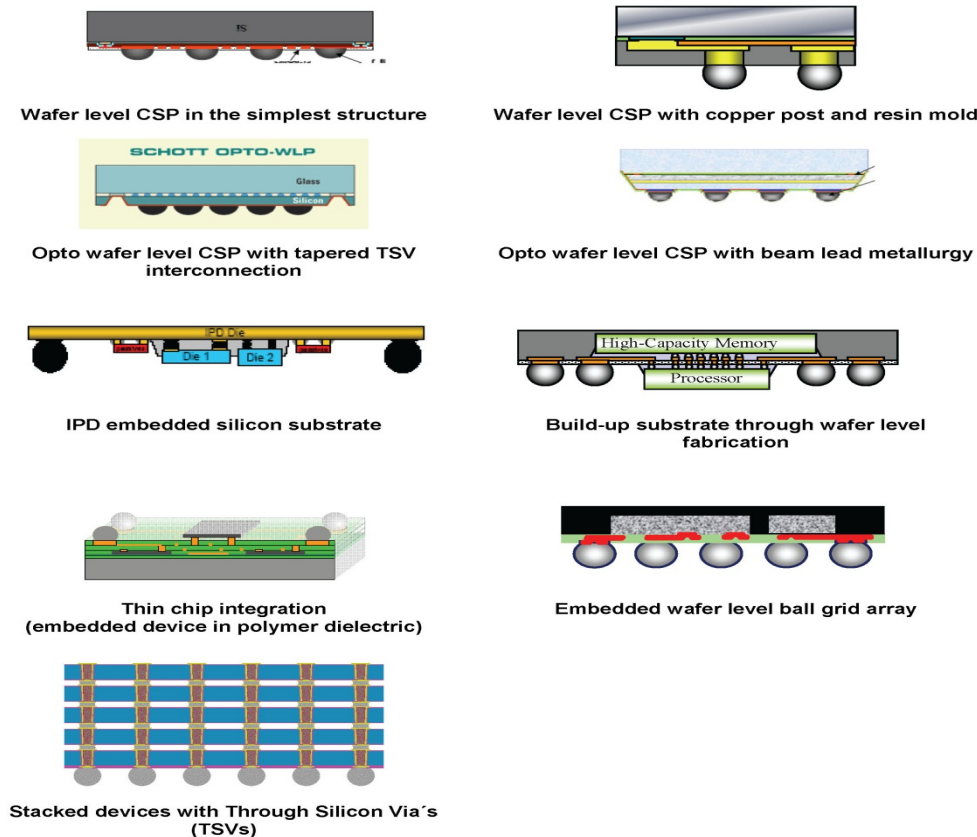 Wafer level CSP in the simplest structure
Wafer level CSP with copper post and resin mold
SCHOTT OPTO-WLP
Glass
Silicon
Opto wafer level CSP with tapered TSV
interconnection
Opto wafer level CSP with beam lead metallurgy
IPD Die
Die 1
Die 2
IPD embedded silicon substrate
High-Capacity Memory
Processor
Build-up substrate through wafer level
fabrication
Thin chip integration
(embedded device in polymer dielectric)
Embedded wafer level ball grid array
Stacked devices with Through Silicon Via´s
(TSVs)